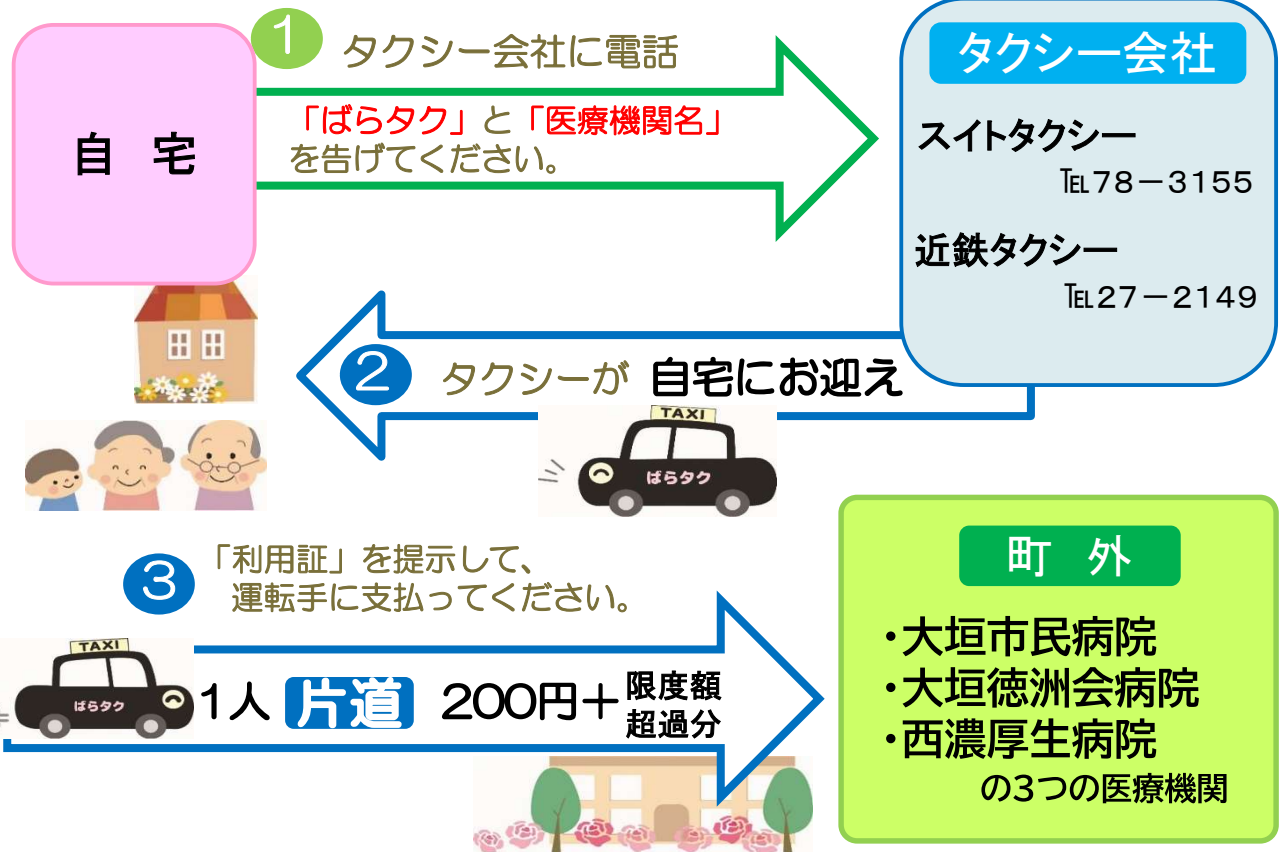 自　宅
1 タクシー会社に電話
「ばらタク」と「医療機関名」
を告げてください。
タクシー会社
スイトタクシー
℡78－3155
近鉄タクシー
℡27－2149
2 タクシーが 自宅にお迎え
TAXI
ばらタク
3 「利用証」を提示して、
運転手に支払ってください。
TAXI
ばらタク
1人 片道 200円＋限度額
超過分
町　外
・大垣市民病院
・大垣徳洲会病院
・西濃厚生病院
の3つの医療機関